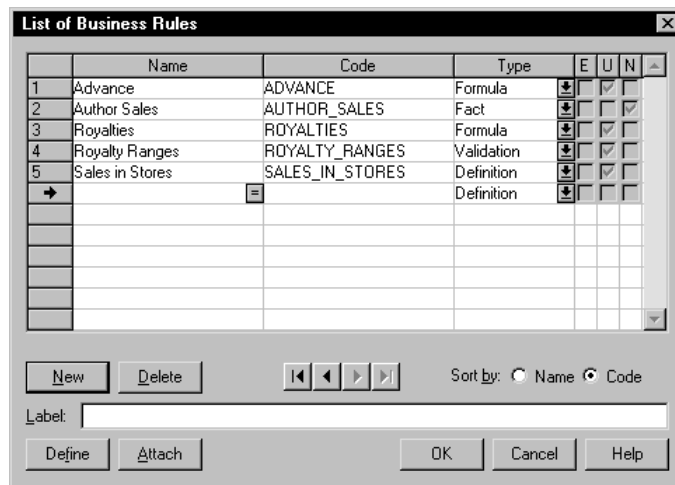 List of Business Rules
Name Code Type E U N
1 Advance ADVANCE Formula
2 Author Sales AUTHOR_SALES Fact
3 Royalties ROYALTIES Formula
4 Royalty Ranges ROYALTY_RANGES Validation
5 Sales in Stores SALES_IN_STORES Definition
= Definition
New Delete Sort by: Name Code
Label:
Define Attach OK Cancel Help